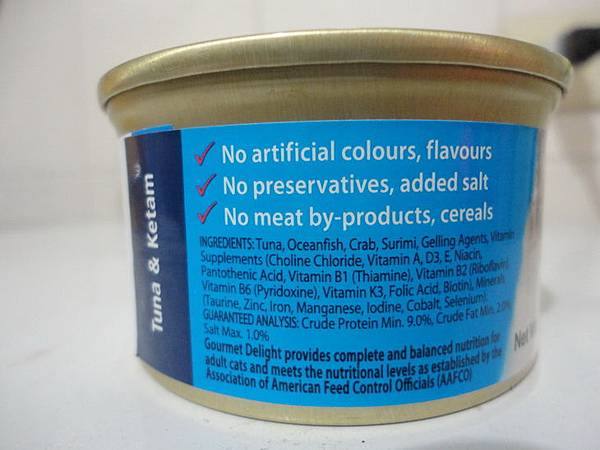 Tuna & Ketam
No artificial colours, flavours
No preservatives, added salt
No meat by-products, cereals
INGREDIENTS: Tuna, Oceanfish, Crab, Surimi, Gelling Agents, Vitamin
Supplements (Choline Chloride, Vitamin A, D3, E, Niacin,
Pantothenic Acid, Vitamin B1 (Thiamine), Vitamin B2 (Riboflavin),
Vitamin B6 (Pyridoxine), Vitamin K3, Folic Acid, Biotin), Minerals
(Taurine, Zinc, Iron, Manganese, Iodine, Cobalt, Selenium).
GUARANTEED ANALYSIS: Crude Protein Min. 9.0%, Crude Fat Min. 2.0%
Salt Max. 1.0%
Gourmet Delight provides complete and balanced nutrition for
adult cats and meets the nutritional levels as established by the
Association of American Feed Control Officials (AAFCO)
Net